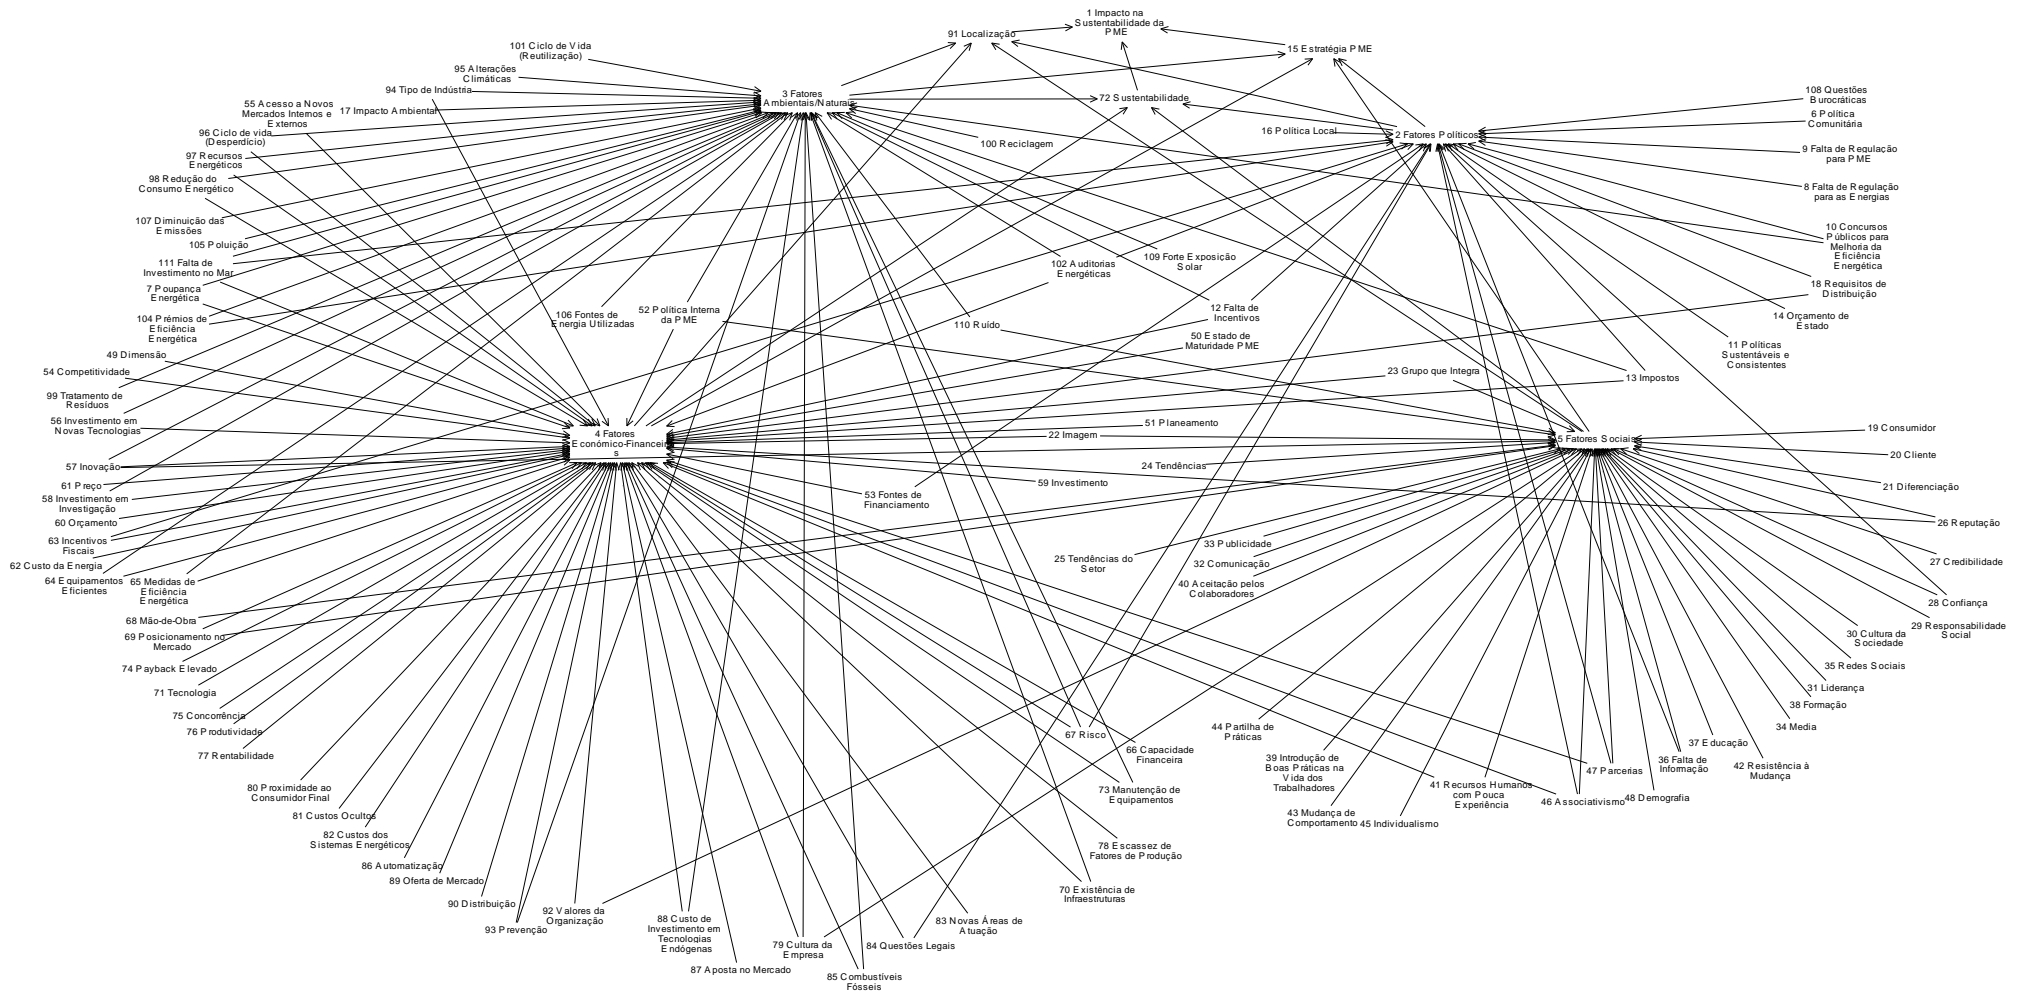 1 Impacto na
Sustentabilidade da
PME
91 Localização
15 Estratégia PME
101 Ciclo de Vida
(Reutilização)
95 Alterações
Climáticas
94 Tipo de Indústria
3 Fatores
Ambientais/Naturais
72 Sustentabilidade
108 Questões
Burocráticas
55 Acesso a Novos
Mercados Internos e
Externos
17 Impacto Ambiental
6 Política
Comunitária
96 Ciclo de vida
(Desperdício)
16 Política Local
2 Fatores Políticos
100 Reciclagem
9 Falta de Regulação
para PME
97 Recursos
Energéticos
98 Redução do
Consumo Energético
8 Falta de Regulação
para as Energias
107 Diminuição das
Emissões
10 Concursos
Públicos para
Melhoria da
Eficiência
Energética
105 Poluição
109 Forte Exposição
Solar
102 Auditorias
Energéticas
111 Falta de
Investimento no Mar
18 Requisitos de
Distribuição
7 Poupança
Energética
12 Falta de
Incentivos
52 Política Interna
da PME
106 Fontes de
Energia Utilizadas
14 Orçamento de
Estado
104 Prémios de
Eficiência
Energética
110 Ruído
50 Estado de
Maturidade PME
11 Políticas
Sustentáveis e
Consistentes
49 Dimensão
54 Competitividade
23 Grupo que Integra
13 Impostos
99 Tratamento de
Resíduos
56 Investimento em
Novas Tecnologias
51 Planeamento
4 Fatores
Económico-Financeiro
s
22 Imagem
5 Fatores Sociais
19 Consumidor
20 Cliente
57 Inovação
24 Tendências
61 Preço
59 Investimento
21 Diferenciação
58 Investimento em
Investigação
53 Fontes de
Financiamento
60 Orçamento
26 Reputação
63 Incentivos
Fiscais
33 Publicidade
25 Tendências do
Setor
32 Comunicação
27 Credibilidade
62 Custo da Energia
64 Equipamentos
Eficientes
65 Medidas de
Eficiência
Energética
40 Aceitação pelos
Colaboradores
28 Confiança
68 Mão-de-Obra
29 Responsabilidade
Social
69 Posicionamento no
Mercado
30 Cultura da
Sociedade
74 Payback Elevado
35 Redes Sociais
71 Tecnologia
31 Liderança
38 Formação
75 Concorrência
34 Media
76 Produtividade
67 Risco
44 Partilha de
Práticas
37 Educação
77 Rentabilidade
66 Capacidade
Financeira
39 Introdução de
Boas Práticas na
Vida dos
Trabalhadores
36 Falta de
Informação
42 Resistência à
Mudança
47 Parcerias
80 Proximidade ao
Consumidor Final
73 Manutenção de
Equipamentos
41 Recursos Humanos
com Pouca
Experiência
46 Associativismo
48 Demografia
81 Custos Ocultos
43 Mudança de
Comportamento
45 Individualismo
82 Custos dos
Sistemas Energéticos
78 Escassez de
Fatores de Produção
86 Automatização
89 Oferta de Mercado
70 Existência de
Infraestruturas
90 Distribuição
92 Valores da
Organização
88 Custo de
Investimento em
Tecnologias
Endógenas
83 Novas Áreas de
Atuação
93 Prevenção
79 Cultura da
Empresa
84 Questões Legais
87 Aposta no Mercado
85 Combustíveis
Fósseis